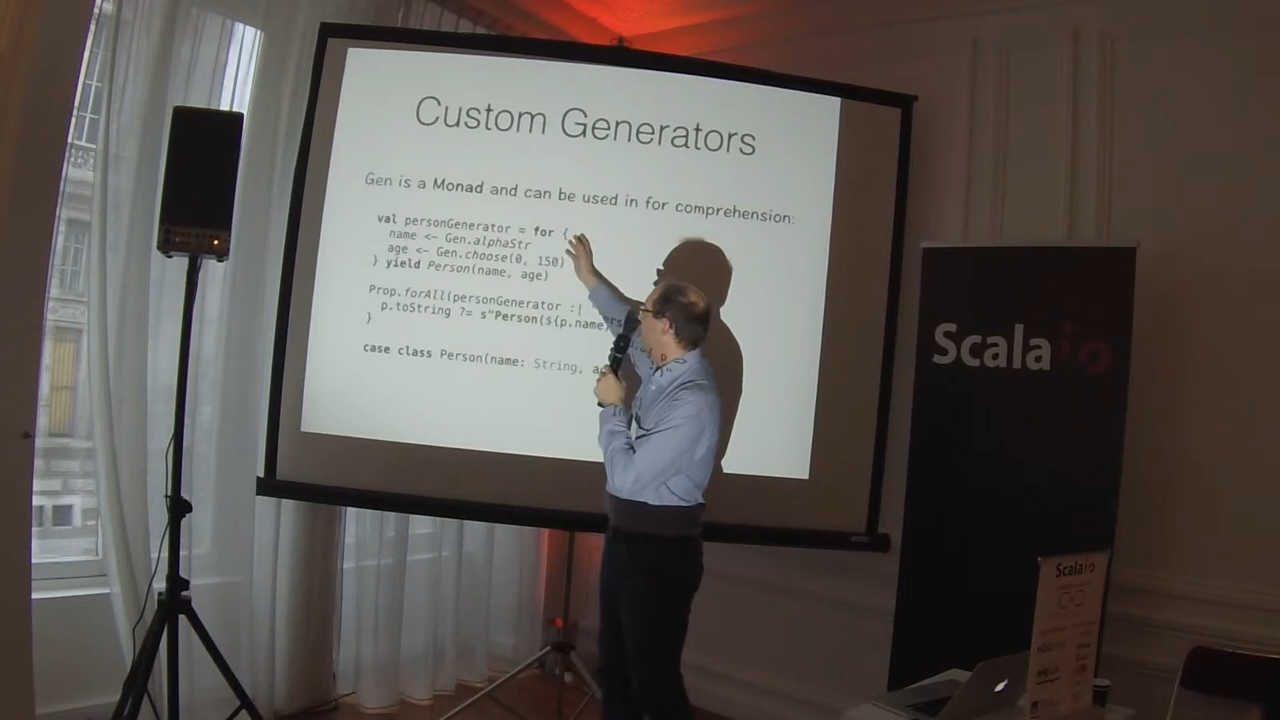 Custom Generators
Gen is a Monad and can be used in for comprehension:
val personGenerator = for {
name <- Gen.alphaStr
age <- Gen.choose(0, 150)
} yield Person(name, age)
Prop.forAll(personGenerator :|
p.toString ?= s"Person(${p.name}
}
case class Person(name: String, a
Scalaio
Scalaio